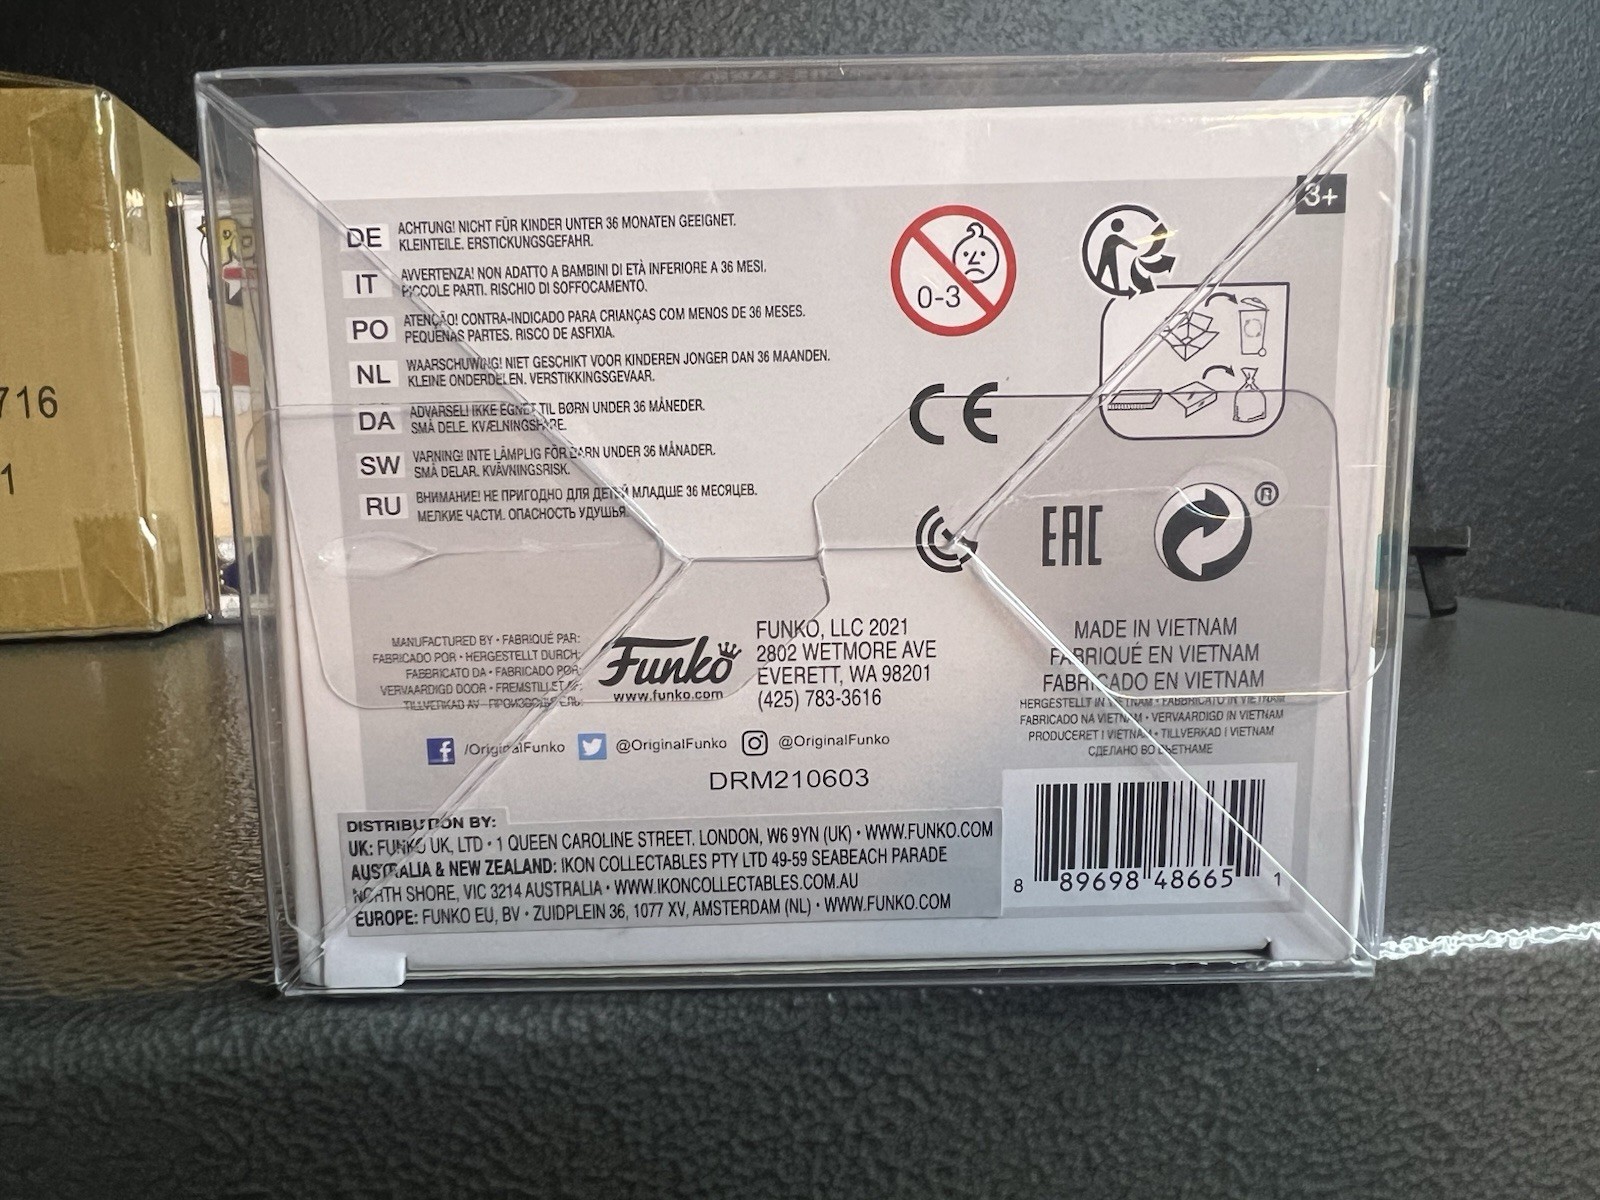 3+
DE ACHTUNG! NICHT FÜR KINDER UNTER 36 MONATEN GEEIGNET.
KLEINTEILE. ERSTICKUNGSGEFAHR.
IT AVVERTENZA! NON ADATTO A BAMBINI DI ETÀ INFERIORE A 36 MESI.
PICCOLE PARTI. RISCHIO DI SOFFOCAMENTO.
PO ATENÇÃO! CONTRA-INDICADO PARA CRIANÇAS COM MENOS DE 36 MESES.
PEQUENAS PARTES. RISCO DE ASFIXIA.
NL WAARSCHUWING! NIET GESCHIKT VOOR KINDEREN JONGER DAN 36 MAANDEN.
KLEINE ONDERDELEN. VERSTIKKINGSGEVAAR.
DA ADVARSEL! IKKE EGNET TIL BØRN UNDER 36 MÅNEDER.
SMÅ DELE. KVÆLNINGSFARE.
SW VARNING! INTE LÄMPLIG FÖR BARN UNDER 36 MÅNADER.
SMÅ DELAR. KVÄVNINGSRISK.
RU ВНИМАНИЕ! НЕ ПРИГОДНО ДЛЯ ДЕТЕЙ МЛАДШЕ 36 МЕСЯЦЕВ.
МЕЛКИЕ ЧАСТИ. ОПАСНОСТЬ УДУШЬЯ.
0-3
CE
EAC
®
MANUFACTURED BY • FABRIQUÉ PAR:
FABRICADO POR • HERGESTELLT DURCH:
FABBRICATO DA • FABRICADO POR:
VERVAARDIGD DOOR • FREMSTILLET AF:
TILLVERKAD AV • ПРОИЗВОДИТЕЛЬ:
Funko
www.funko.com
FUNKO, LLC 2021
2802 WETMORE AVE
EVERETT, WA 98201
(425) 783-3616
MADE IN VIETNAM
FABRIQUÉ EN VIETNAM
FABRICADO EN VIETNAM
HERGESTELLT IN VIETNAM • FABBRICATO IN VIETNAM
FABRICADO NA VIETNAM • VERVAARDIGD IN VIETNAM
PRODUCERET I VIETNAM • TILLVERKAD I VIETNAM
СДЕЛАНО ВО ВЬЕТНАМЕ
/OriginalFunko @OriginalFunko @OriginalFunko
DRM210603
DISTRIBUTION BY:
UK: FUNKO UK, LTD • 1 QUEEN CAROLINE STREET. LONDON, W6 9YN (UK) • WWW.FUNKO.COM
AUSTRALIA & NEW ZEALAND: IKON COLLECTABLES PTY LTD 49-59 SEABEACH PARADE
NORTH SHORE, VIC 3214 AUSTRALIA • WWW.IKONCOLLECTABLES.COM.AU
EUROPE: FUNKO EU, BV • ZUIDPLEIN 36, 1077 XV, AMSTERDAM (NL) • WWW.FUNKO.COM
8 89698 48665 1
716
1